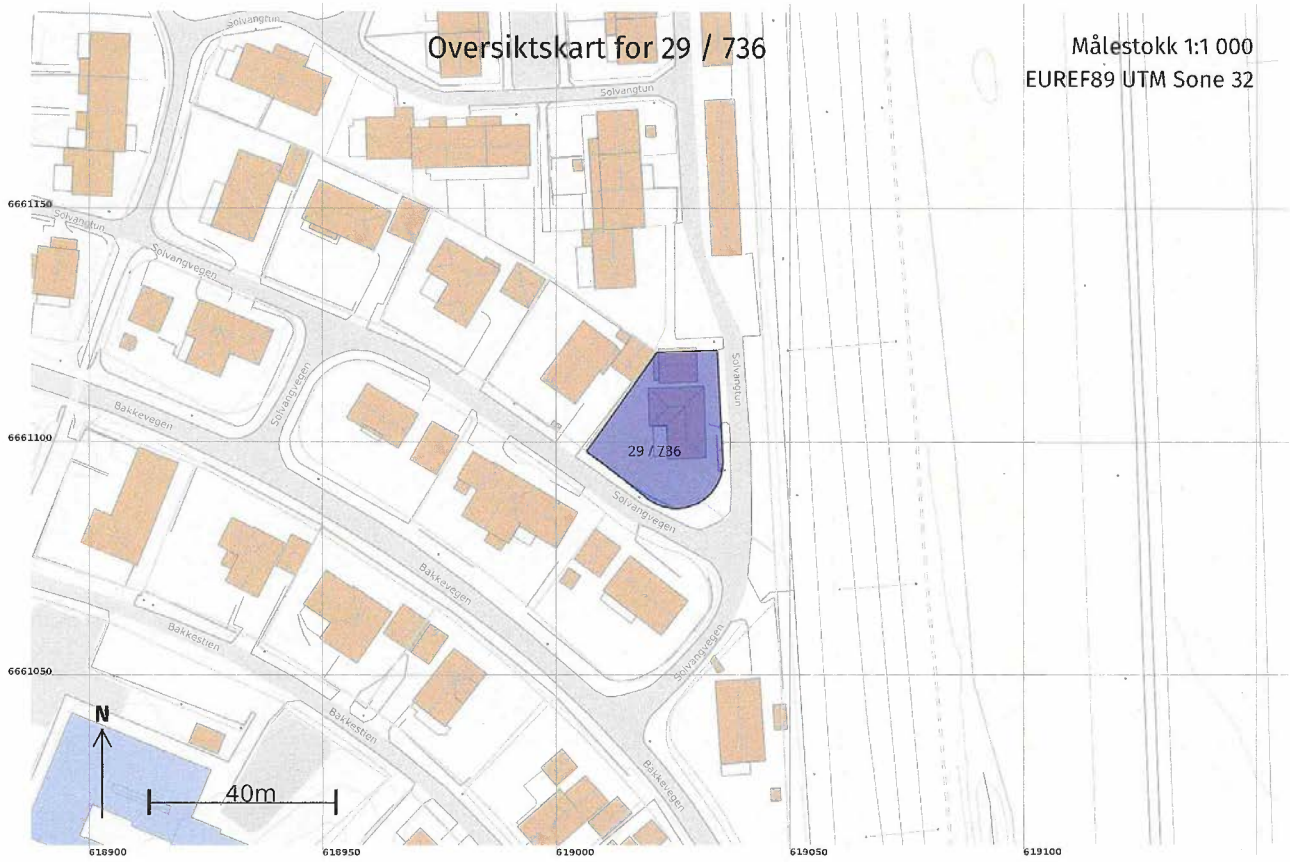 Solvangtun
Oversiktskart for 29 / 736
Målestokk 1:1 000
EUREF89 UTM Sone 32
Solvangtun
6661150
Solvangtun
Solvangvegen
Solvangtun
Solvangvegen
Bakkevegen
6661100
29 / 736
Solvangvegen
Bakkevegen
Bakkestien
Solvangvegen
6661050
N
Bakkestien
Bakkevegen
40m
618900
618950
619000
619050
619100